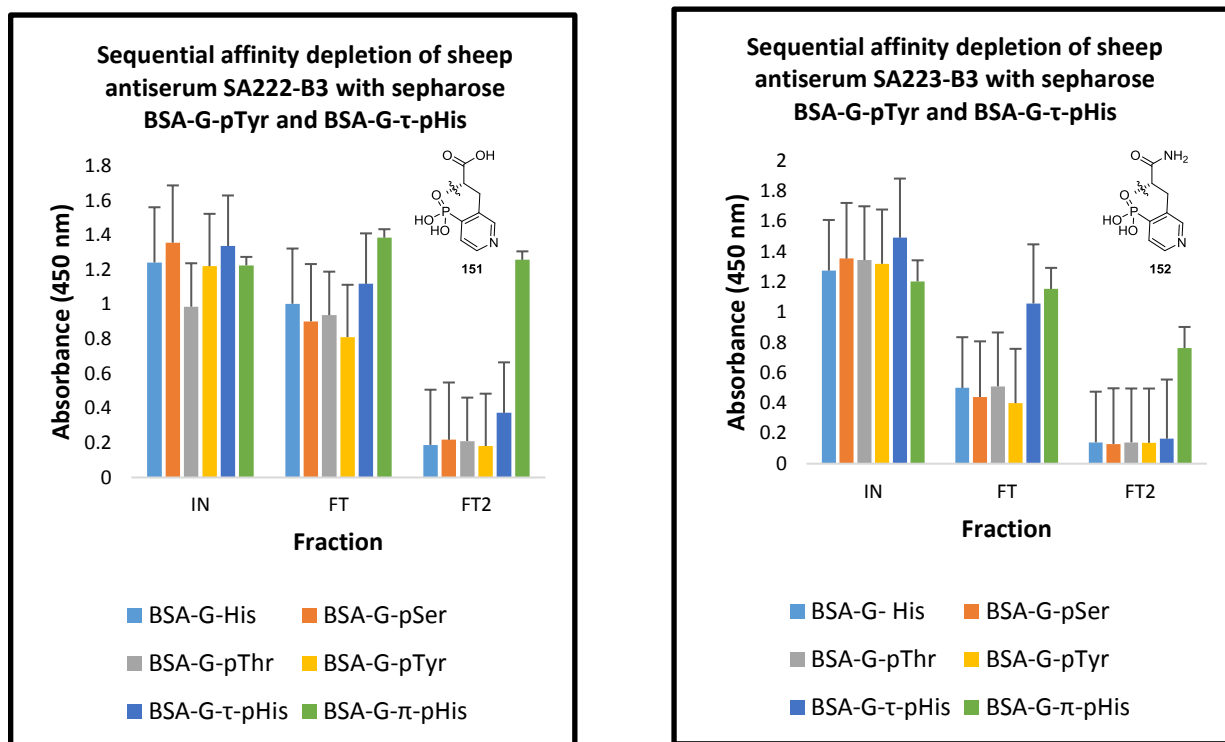 Sequential affinity depletion of sheep
antiserum SA222-B3 with sepharose
BSA-G-pTyr and BSA-G-τ-pHis
1.8
1.6
1.4
1.2
1
0.8
0.6
0.4
0.2
0
Absorbance (450 nm)
O
OH
O
HO
P
HO
N
151
IN
FT
FT2
Fraction
BSA-G-His
BSA-G-pSer
BSA-G-pThr
BSA-G-pTyr
BSA-G-τ-pHis
BSA-G-π-pHis
Sequential affinity depletion of sheep
antiserum SA223-B3 with sepharose
BSA-G-pTyr and BSA-G-τ-pHis
2
1.8
1.6
1.4
1.2
1
0.8
0.6
0.4
0.2
0
Absorbance (450 nm)
O
NH2
O
HO
P
HO
N
152
IN
FT
FT2
Fraction
BSA-G- His
BSA-G-pSer
BSA-G-pThr
BSA-G-pTyr
BSA-G-τ-pHis
BSA-G-π-pHis